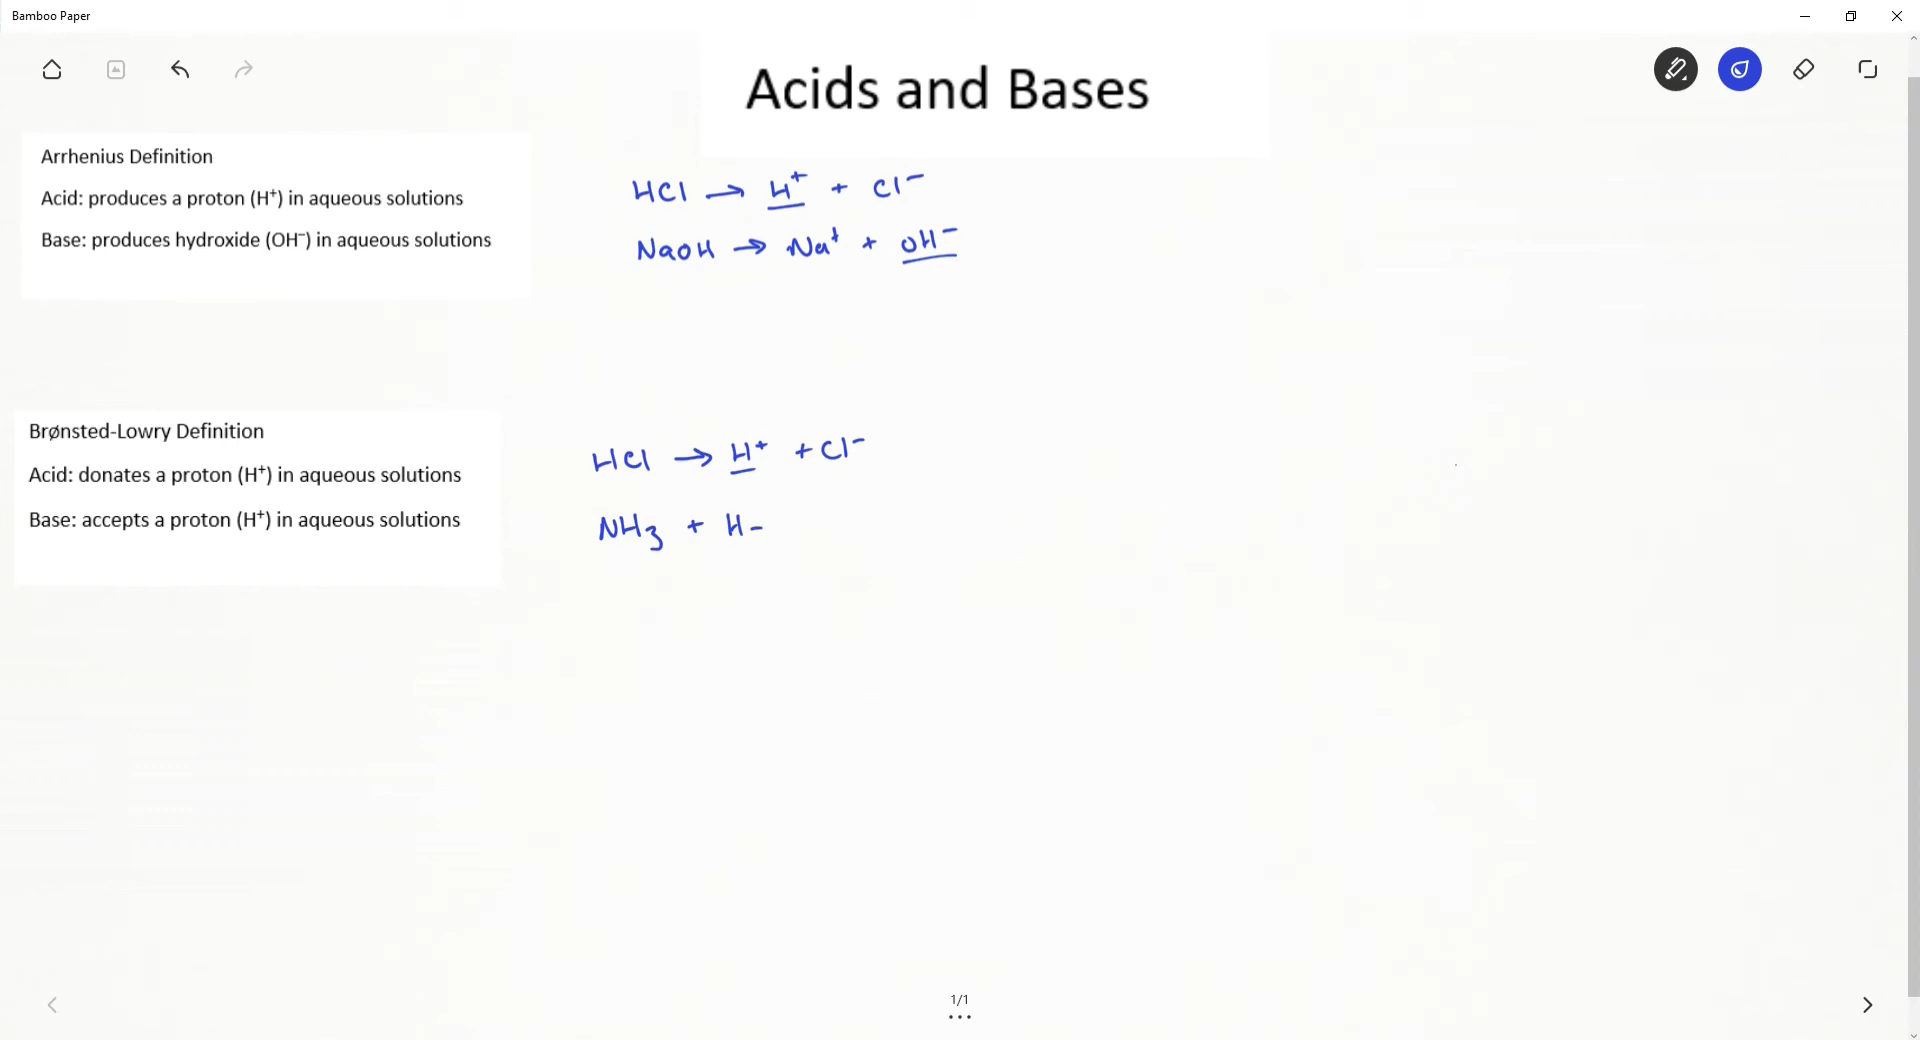 Bamboo Paper
Acids and Bases
Arrhenius Definition
Acid: produces a proton (H⁺) in aqueous solutions
Base: produces hydroxide (OH⁻) in aqueous solutions
HCl → H⁺ + Cl⁻
NaOH → Na⁺ + OH⁻
Brønsted-Lowry Definition
Acid: donates a proton (H⁺) in aqueous solutions
Base: accepts a proton (H⁺) in aqueous solutions
HCl → H⁺ + Cl⁻
NH₃ + H-
1/1